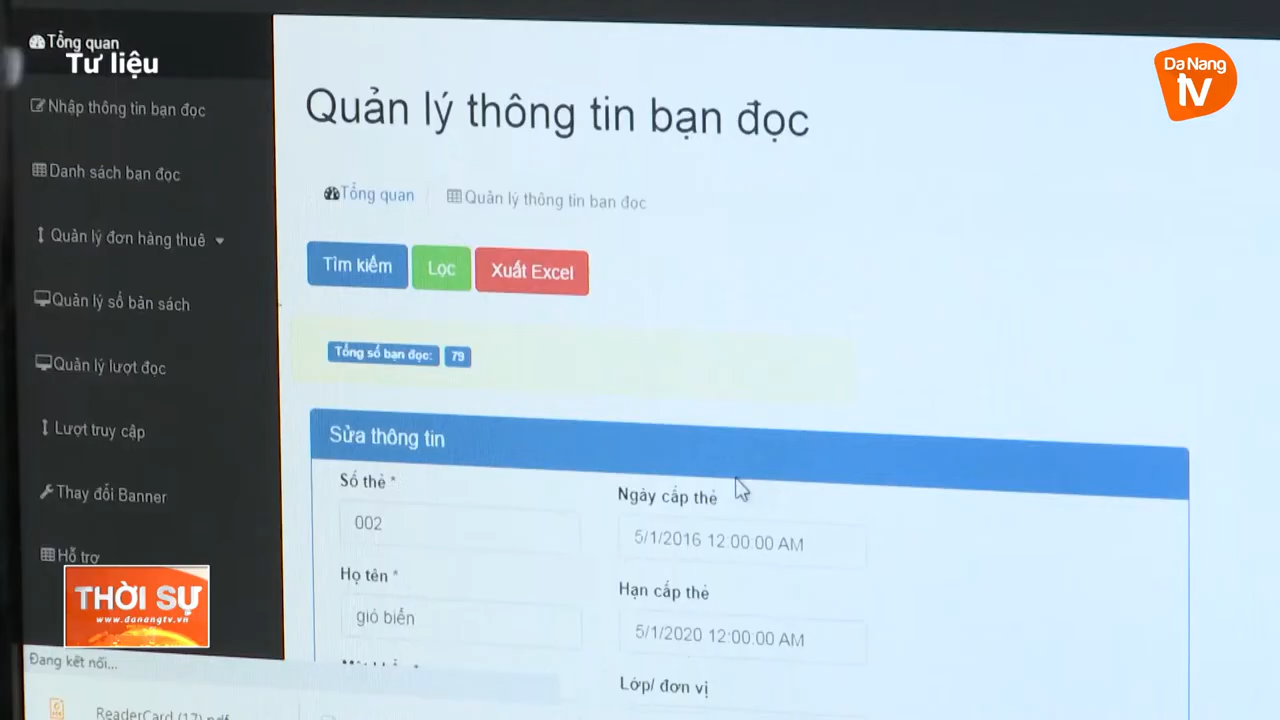 Tổng quan
Tư liệu
Nhập thông tin bạn đọc
Danh sách bạn đọc
Quản lý đơn hàng thuê
Quản lý số bản sách
Quản lý lượt đọc
Lượt truy cập
Thay đổi Banner
Hỗ trợ
THỜI SỰ
www.danangtv.vn
Đang kết nối...
ReaderCard (17).pdf
Da Nang
tv
Quản lý thông tin bạn đọc
Tổng quan
Quản lý thông tin bạn đọc
Tìm kiếm
Lọc
Xuất Excel
Tổng số bạn đọc: 79
Sửa thông tin
Số thẻ *
002
Họ tên *
gió biển
Ngày cấp thẻ
5/1/2016 12:00:00 AM
Hạn cấp thẻ
5/1/2020 12:00:00 AM
Lớp/ đơn vị